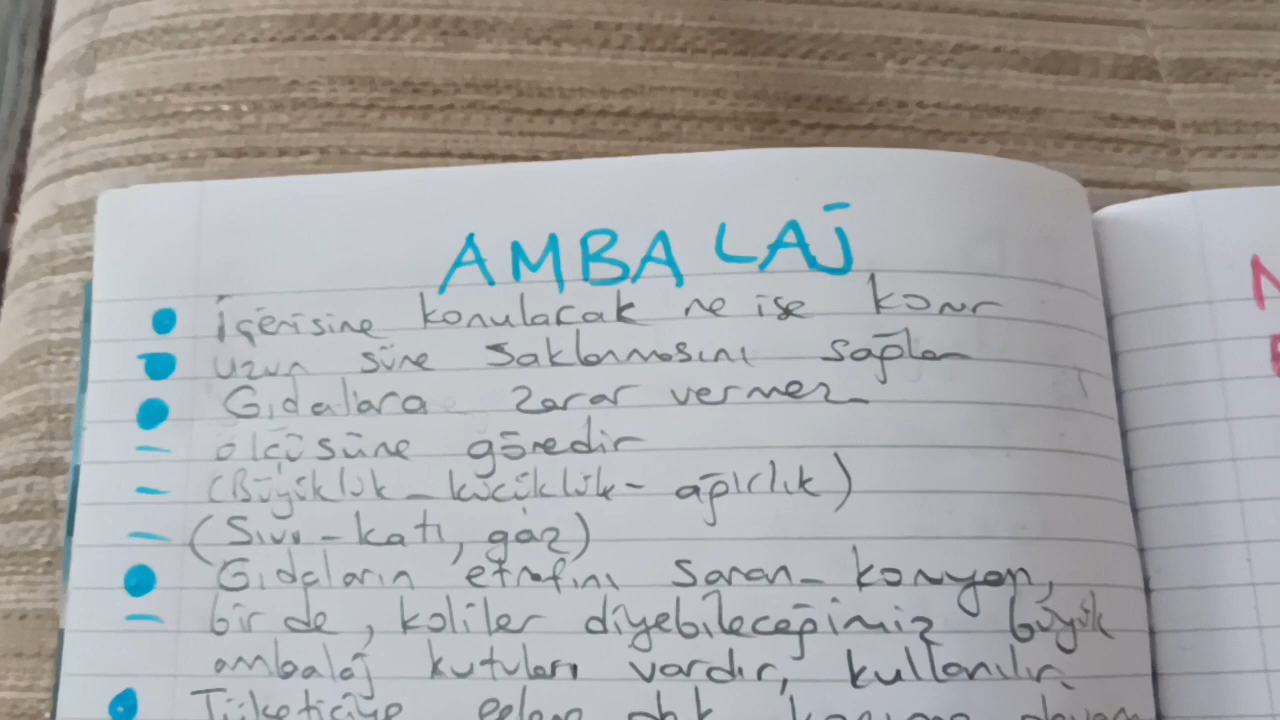 AMBALAJ
İçerisine konulacak ne ise konur
uzun süre saklanmasını sağlar
Gıdalara zarar vermez
ölçüsüne göredir
(Büyüklük - küçüklük - ağırlık)
(Sıvı - katı, gaz)
Gıdaların etrafını saran - koruyan,
bir de, koliler diyebileceğimiz büyük
ambalaj kutuları vardır, kullanılır.
Tüketiciye